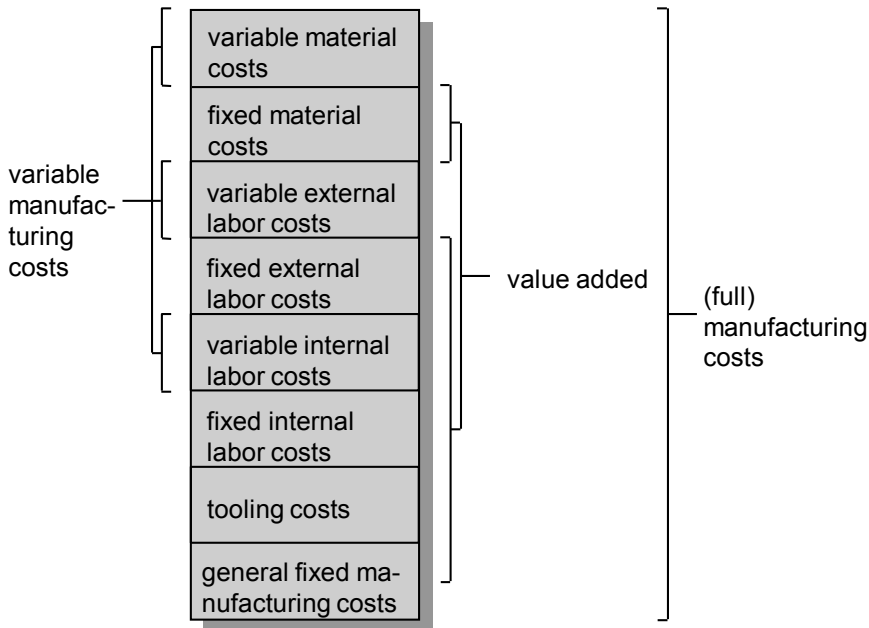 variable material
costs
fixed material
costs
variable external
labor costs
fixed external
labor costs
variable internal
labor costs
fixed internal
labor costs
tooling costs
general fixed ma-
nufacturing costs
variable
manufac-
turing
costs
value added
(full)
manufacturing
costs